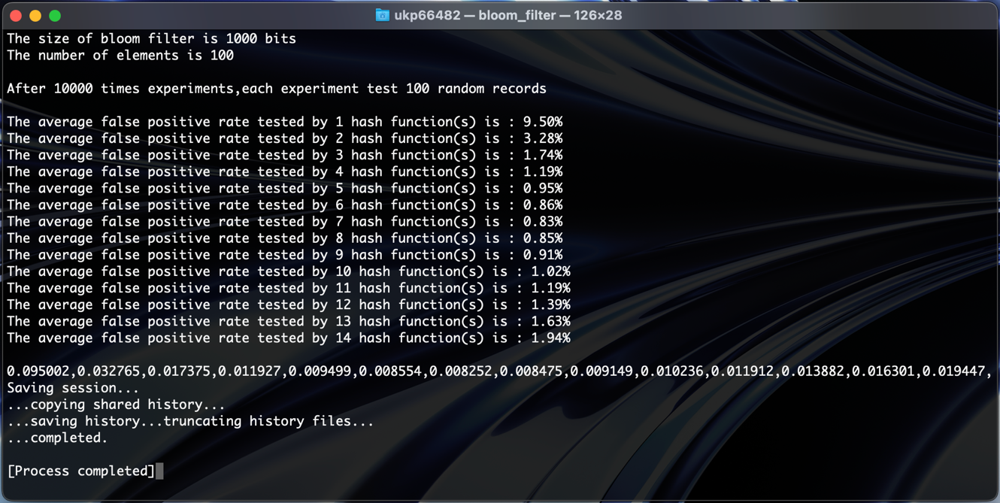 ukp66482 — bloom_filter — 126×28
The size of bloom filter is 1000 bits
The number of elements is 100
After 10000 times experiments,each experiment test 100 random records
The average false positive rate tested by 1 hash function(s) is : 9.50%
The average false positive rate tested by 2 hash function(s) is : 3.28%
The average false positive rate tested by 3 hash function(s) is : 1.74%
The average false positive rate tested by 4 hash function(s) is : 1.19%
The average false positive rate tested by 5 hash function(s) is : 0.95%
The average false positive rate tested by 6 hash function(s) is : 0.86%
The average false positive rate tested by 7 hash function(s) is : 0.83%
The average false positive rate tested by 8 hash function(s) is : 0.85%
The average false positive rate tested by 9 hash function(s) is : 0.91%
The average false positive rate tested by 10 hash function(s) is : 1.02%
The average false positive rate tested by 11 hash function(s) is : 1.19%
The average false positive rate tested by 12 hash function(s) is : 1.39%
The average false positive rate tested by 13 hash function(s) is : 1.63%
The average false positive rate tested by 14 hash function(s) is : 1.94%
0.095002,0.032765,0.017375,0.011927,0.009499,0.008554,0.008252,0.008475,0.009149,0.010236,0.011912,0.013882,0.016301,0.019447,
Saving session...
...copying shared history...
...saving history...truncating history files...
...completed.
[Process completed]